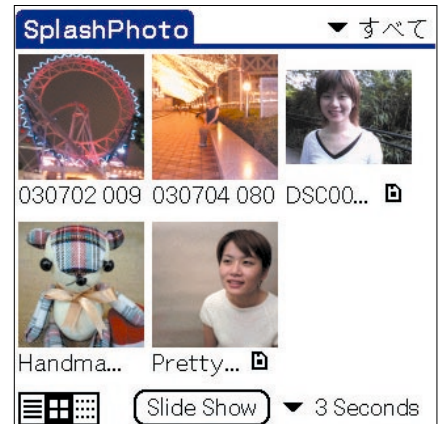 SplashPhoto すべて
030702 009 030704 080 DSC00...
Handma... Pretty...
Slide Show 3 Seconds